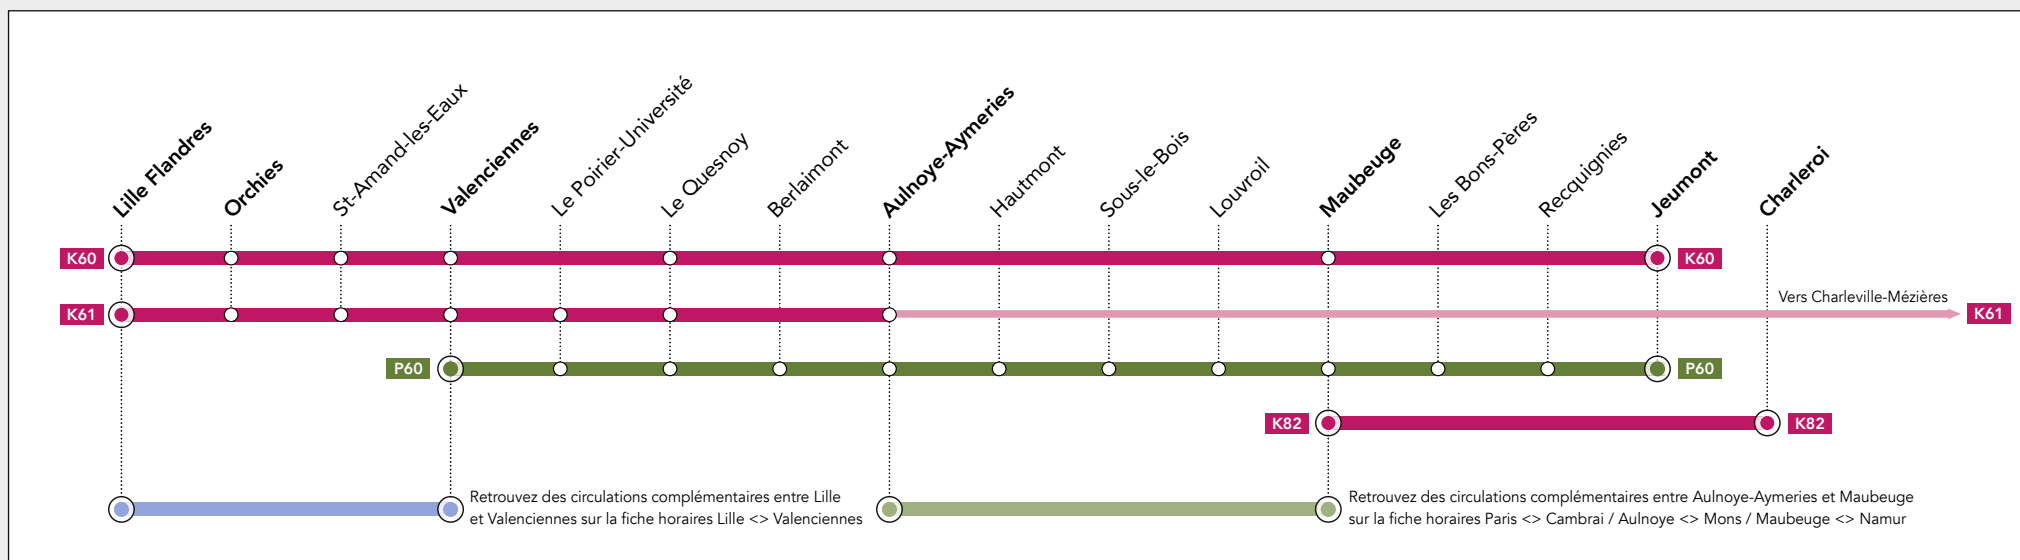 Lille Flandres
Orchies
St-Amand-les-Eaux
Valenciennes
Le Poirier-Université
Le Quesnoy
Berlaimont
Aulnoye-Aymeries
Hautmont
Sous-le-Bois
Louvroil
Maubeuge
Les Bons-Pères
Recquignies
Jeumont
Charleroi
K60
K60
Vers Charleville-Mézières
K61
K61
P60
P60
K82
K82
Retrouvez des circulations complémentaires entre Lille
et Valenciennes sur la fiche horaires Lille <> Valenciennes
Retrouvez des circulations complémentaires entre Aulnoye-Aymeries et Maubeuge
sur la fiche horaires Paris <> Cambrai / Aulnoye <> Mons / Maubeuge <> Namur